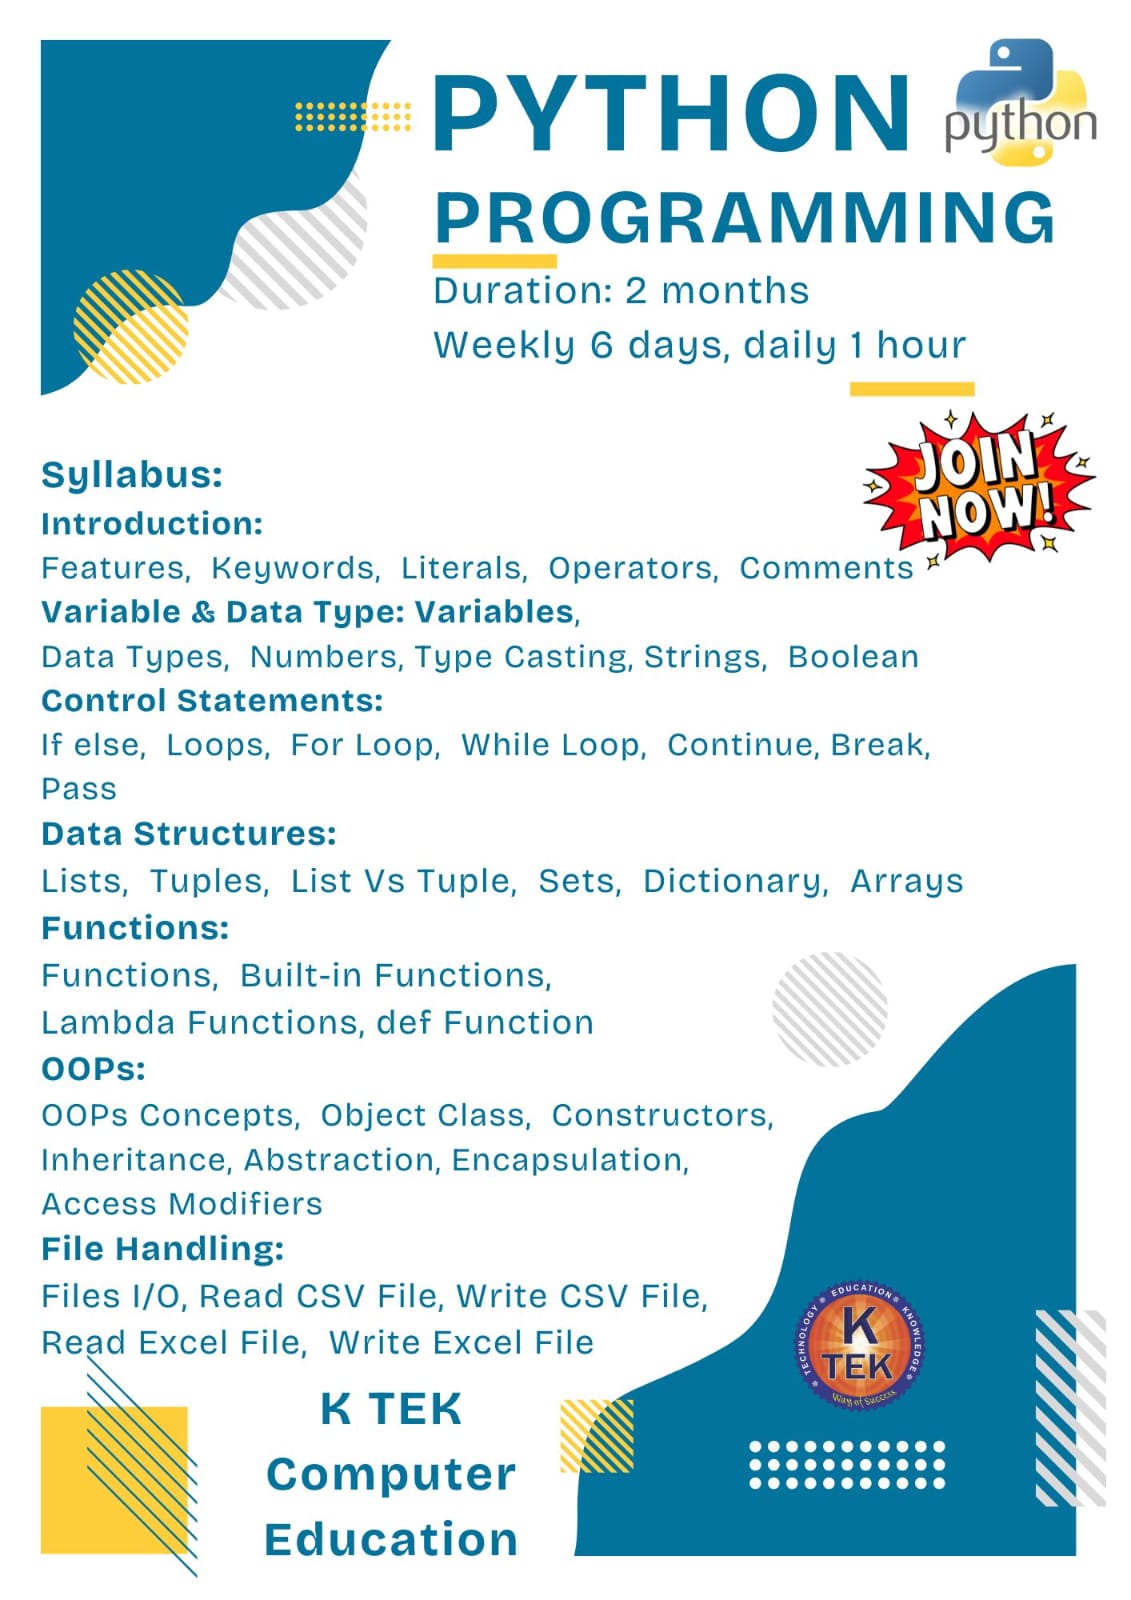 PYTHON
python
PROGRAMMING
Duration: 2 months
Weekly 6 days, daily 1 hour
JOIN
NOW!
Syllabus:
Introduction:
Features, Keywords, Literals, Operators, Comments
Variable & Data Type: Variables,
Data Types, Numbers, Type Casting, Strings, Boolean
Control Statements:
If else, Loops, For Loop, While Loop, Continue, Break,
Pass
Data Structures:
Lists, Tuples, List Vs Tuple, Sets, Dictionary, Arrays
Functions:
Functions, Built-in Functions,
Lambda Functions, def Function
OOPs:
OOPs Concepts, Object Class, Constructors,
Inheritance, Abstraction, Encapsulation,
Access Modifiers
File Handling:
Files I/O, Read CSV File, Write CSV File,
Read Excel File, Write Excel File
TECHNOLOGY EDUCATION KNOWLEDGE
K
TEK
Way of Success
K TEK
Computer
Education